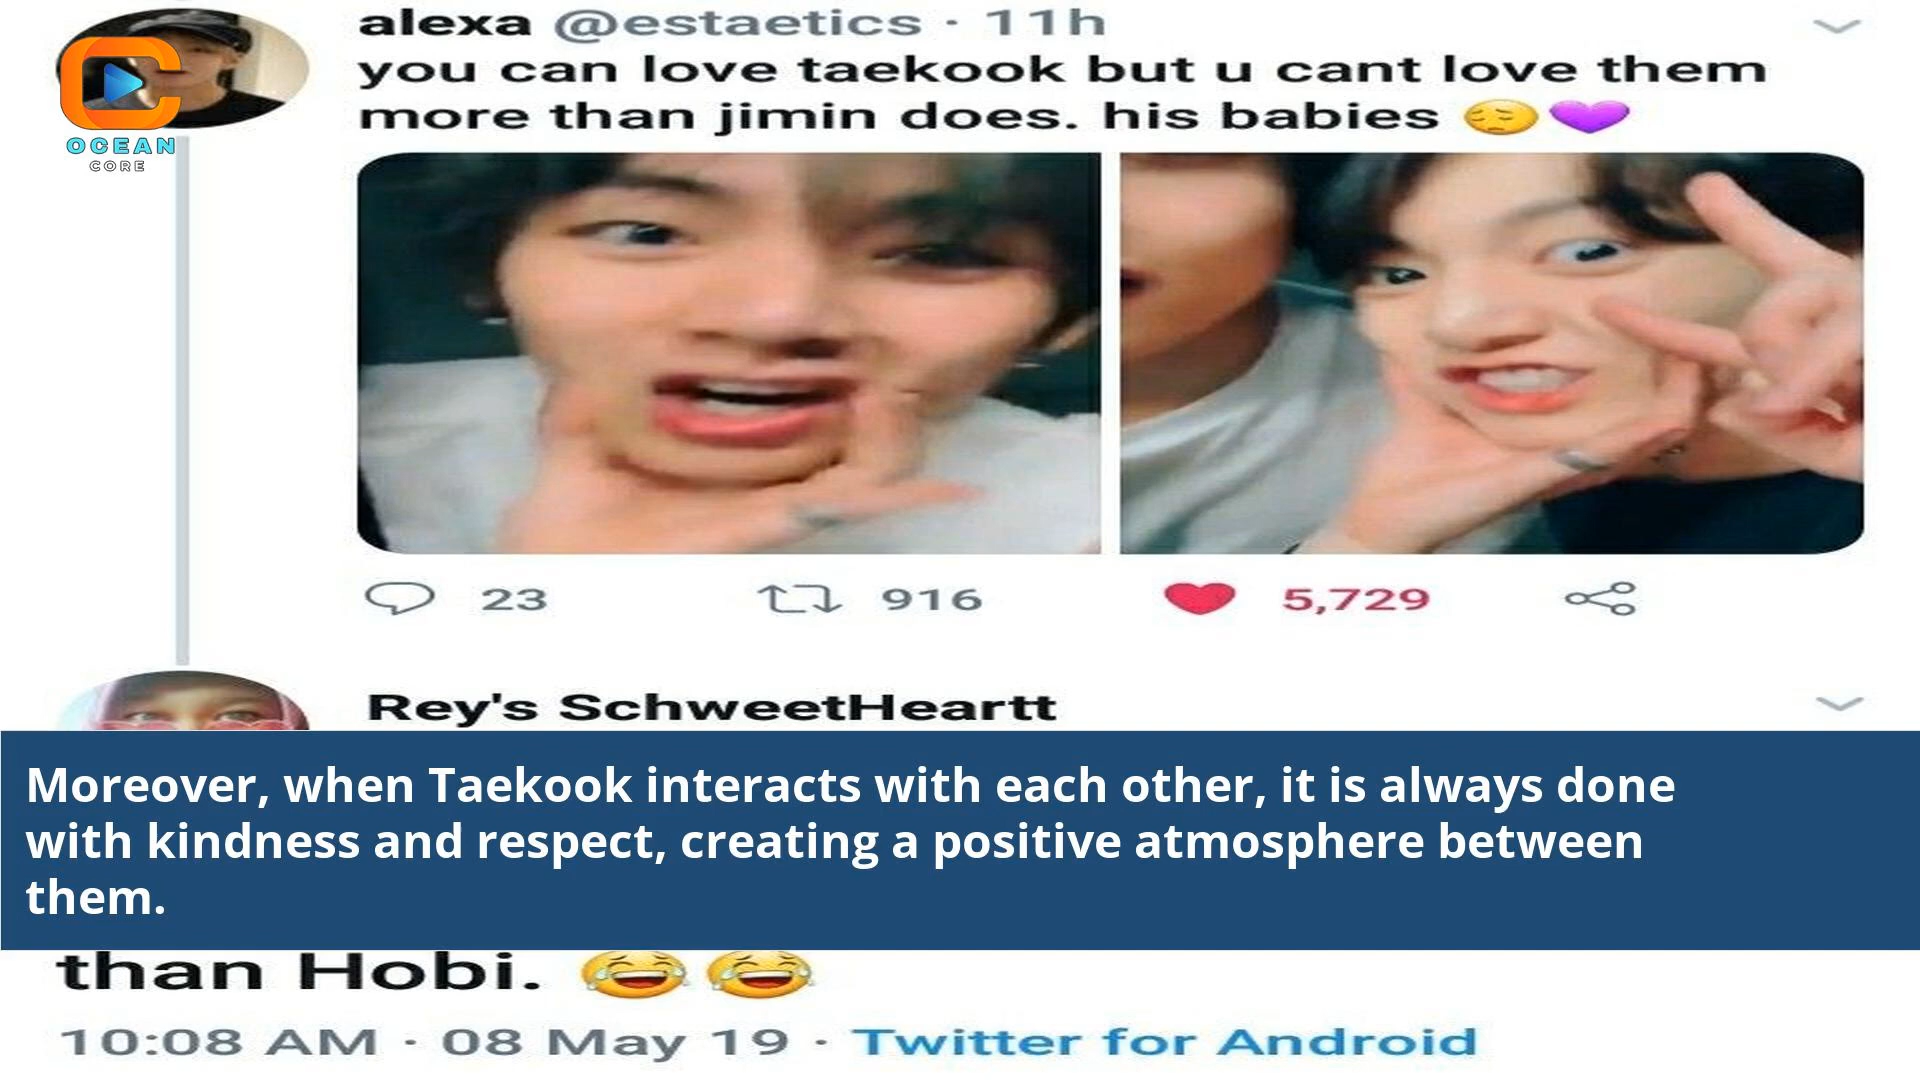 alexa @estaetics · 11h
you can love taekook but u cant love them
more than jimin does. his babies 😔💜
OCEAN
CORE
23 916 5,729
Rey's SchweetHeartt
Moreover, when Taekook interacts with each other, it is always done
with kindness and respect, creating a positive atmosphere between
them.
than Hobi. 😂😂
10:08 AM · 08 May 19 · Twitter for Android